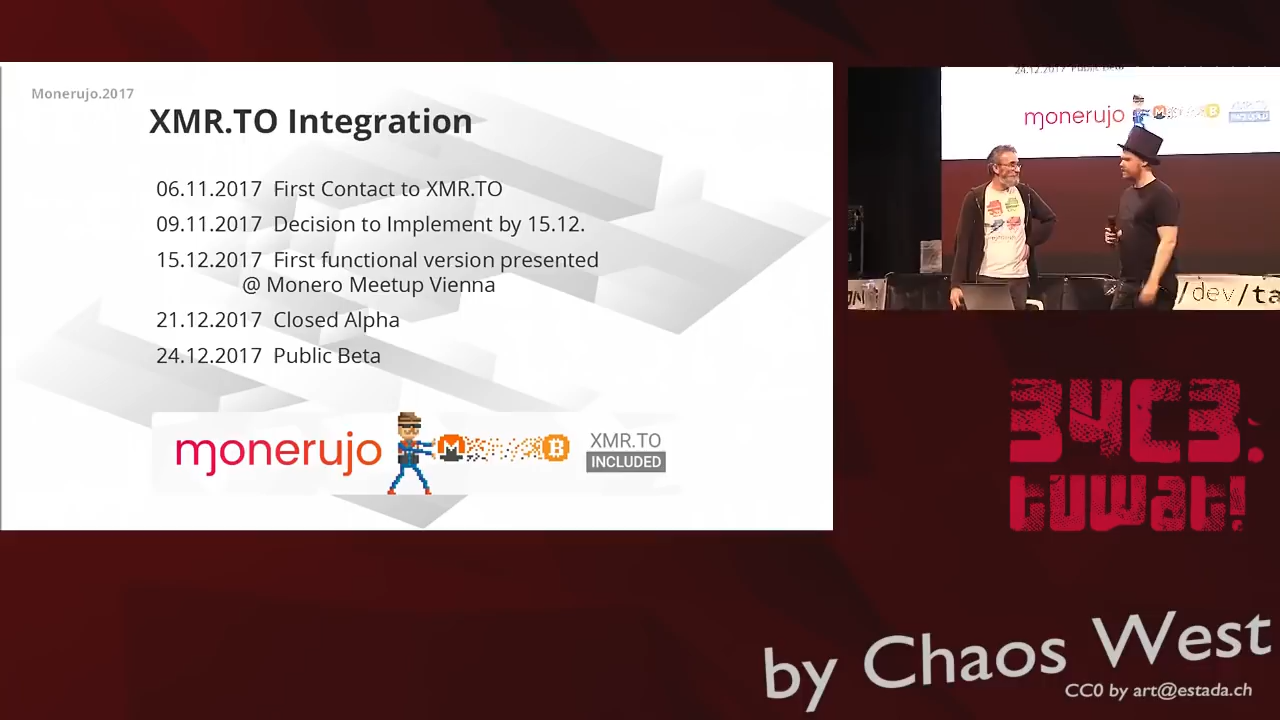 Monerujo.2017
XMR.TO Integration
06.11.2017 First Contact to XMR.TO
09.11.2017 Decision to Implement by 15.12.
15.12.2017 First functional version presented
@ Monero Meetup Vienna
21.12.2017 Closed Alpha
24.12.2017 Public Beta
monerujo
XMR.TO
INCLUDED
24.12.2017 Public Beta
monerujo
/dev/ta
34C3.
tuwat!
by Chaos West
CC0 by art@estada.ch